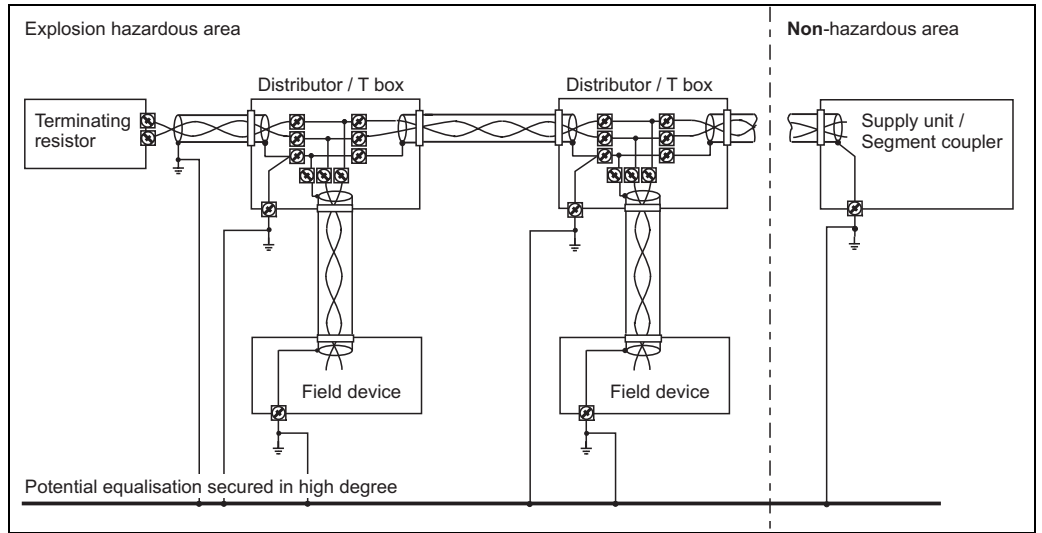 Explosion hazardous area
Non-hazardous area
Distributor / T box
Distributor / T box
Terminating
resistor
Supply unit /
Segment coupler
Field device
Field device
Potential equalisation secured in high degree